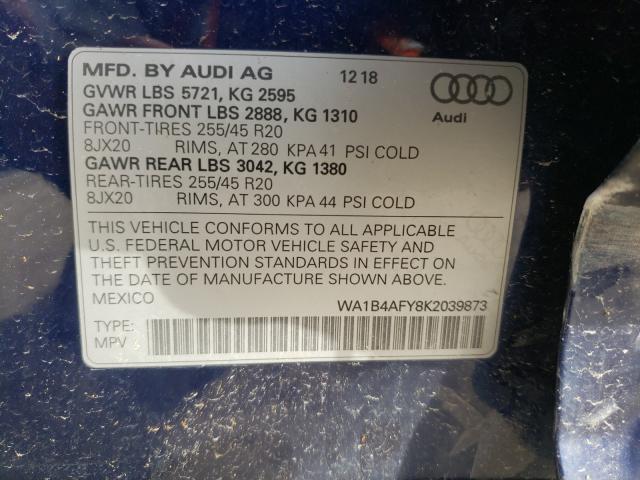 MFD. BY AUDI AG 12 18
GVWR LBS 5721, KG 2595
GAWR FRONT LBS 2888, KG 1310
FRONT-TIRES 255/45 R20
8JX20 RIMS, AT 280 KPA 41 PSI COLD
GAWR REAR LBS 3042, KG 1380
REAR-TIRES 255/45 R20
8JX20 RIMS, AT 300 KPA 44 PSI COLD
Audi
THIS VEHICLE CONFORMS TO ALL APPLICABLE
U.S. FEDERAL MOTOR VEHICLE SAFETY AND
THEFT PREVENTION STANDARDS IN EFFECT ON
THE DATE OF MANUFACTURE SHOWN ABOVE.
MEXICO WA1B4AFY8K2039873
TYPE:
MPV